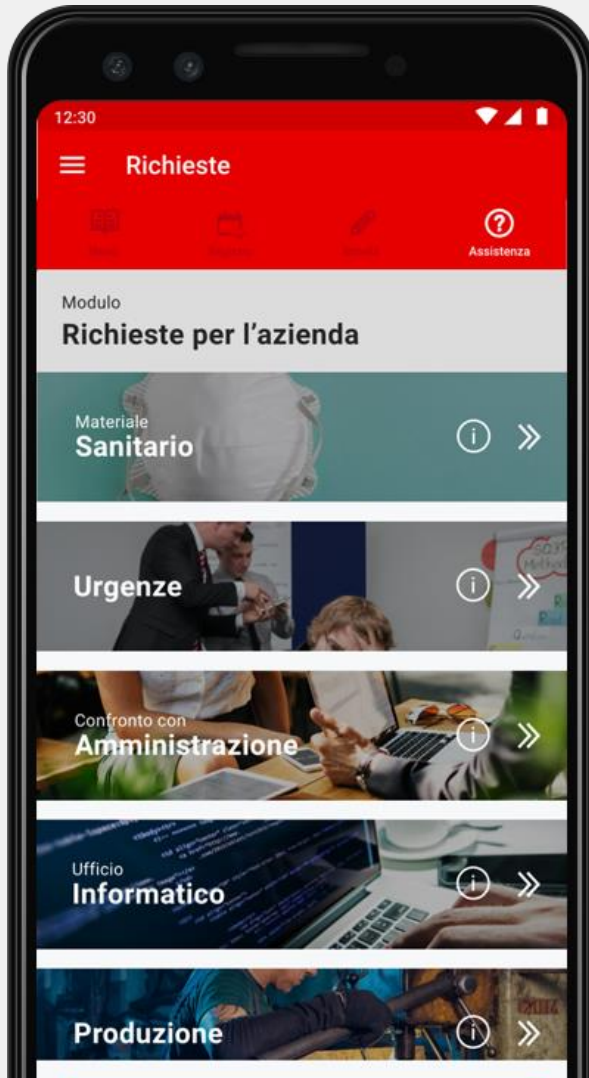 12:30
Richieste
Assistenza
Modulo
Richieste per l'azienda
Materiale
Sanitario
Urgenze
Confronto con
Amministrazione
Ufficio
Informatico
Produzione